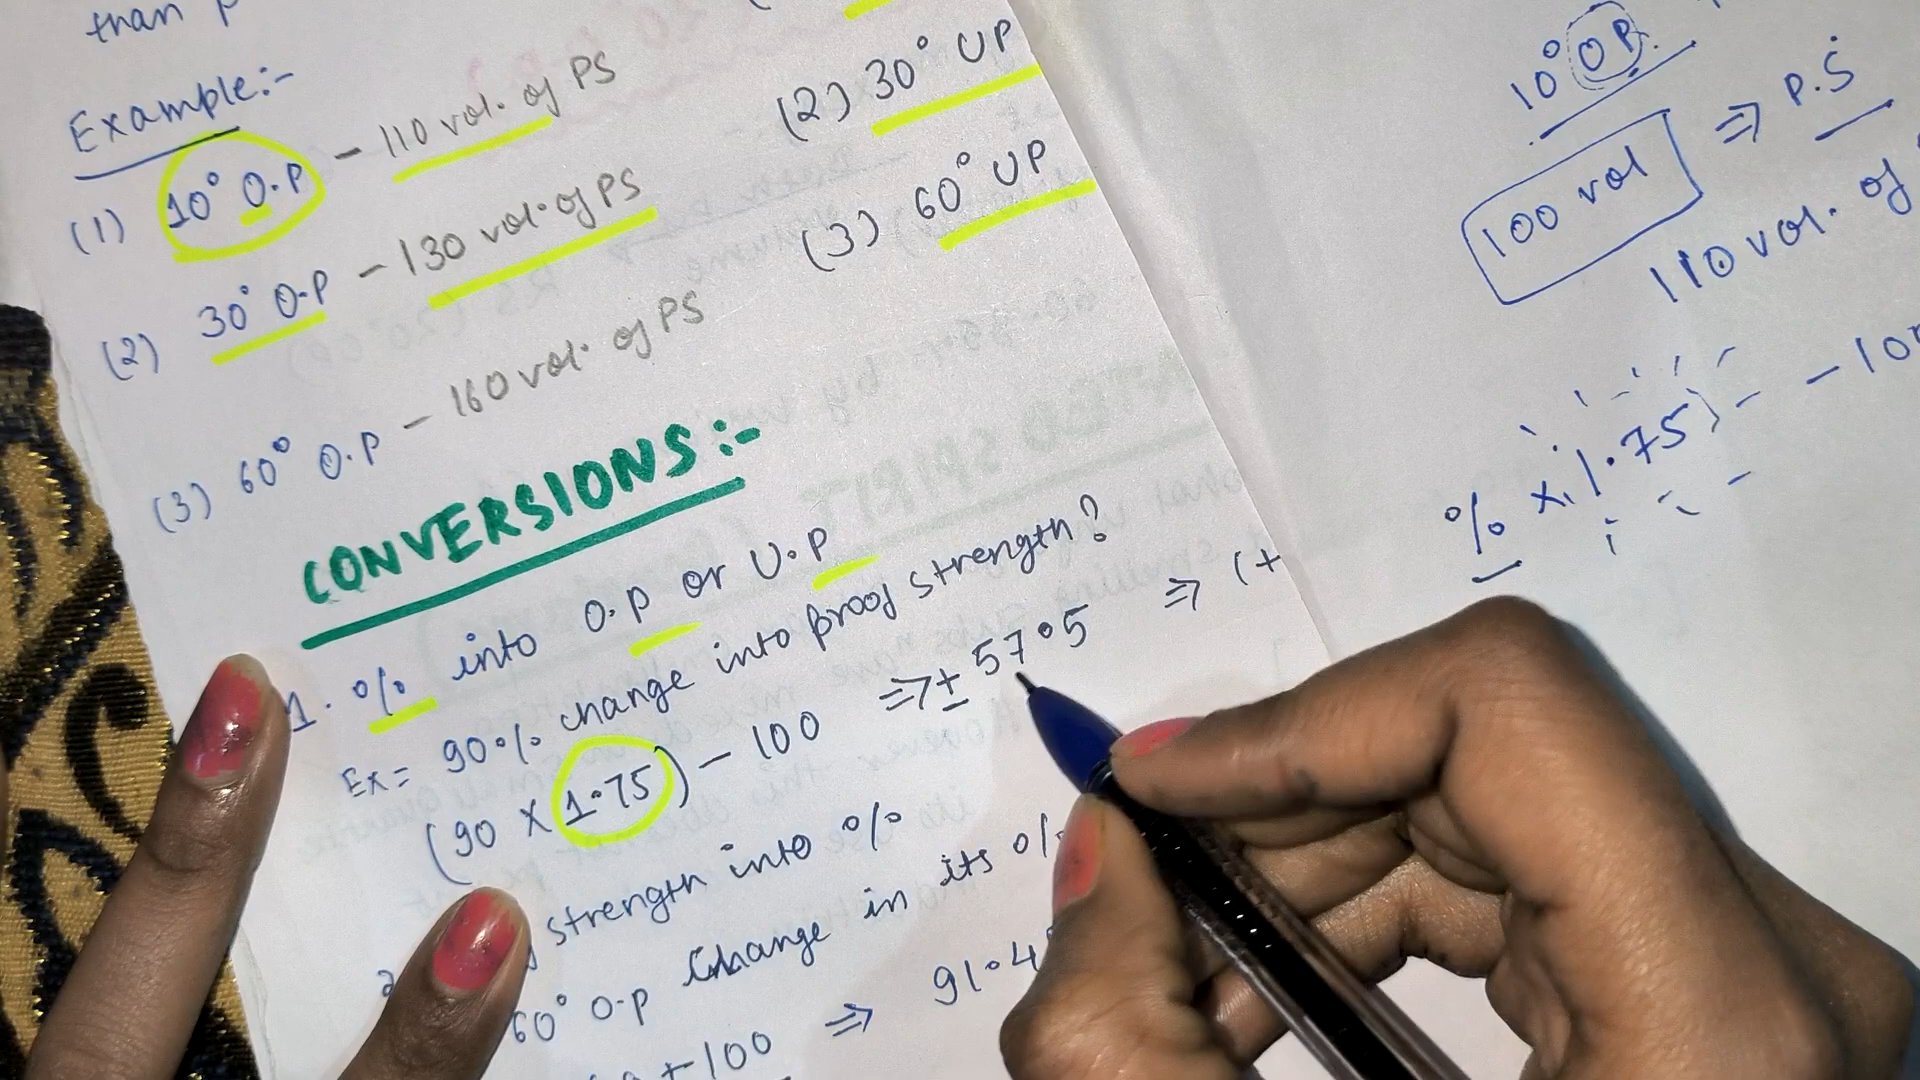 than
Example:-
(1) 10° O.P - 110 vol. of PS
(2) 30° O.P - 130 vol. of PS
(3) 60° O.P - 160 vol. of PS
(2) 30° UP
(3) 60° UP
CONVERSIONS:-
1. % into O.P or U.P
Ex= 90% change into proof strength?
(90 x 1.75) - 100 => ± 57.5 => (+
strength into %
60° O.P change in its %
+ 100 => 91.4
10° O.P.
100 vol => P.S
110 vol. of
% x 1.75) - - 100